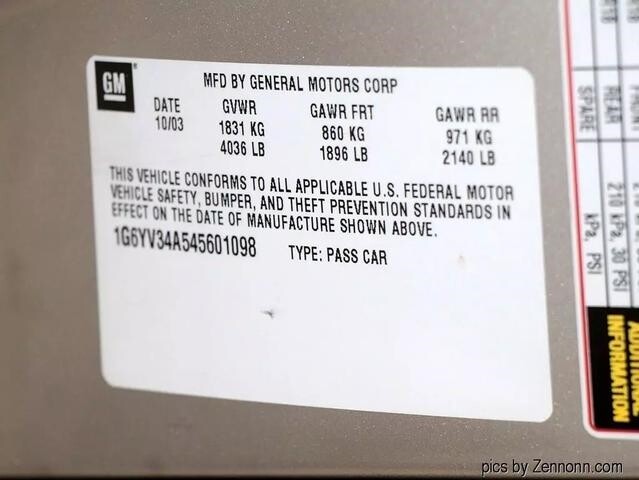 GM
MFD BY GENERAL MOTORS CORP
DATE GVWR GAWR FRT GAWR RR
10/03 1831 KG 860 KG 971 KG
4036 LB 1896 LB 2140 LB
THIS VEHICLE CONFORMS TO ALL APPLICABLE U.S. FEDERAL MOTOR
VEHICLE SAFETY, BUMPER, AND THEFT PREVENTION STANDARDS IN
EFFECT ON THE DATE OF MANUFACTURE SHOWN ABOVE.
1G6YV34A545601098 TYPE: PASS CAR
REAR
SPARE
210 kPa, 30 PSI
kPa, PSI
ADDITIONAL
INFORMATION
pics by Zennonn.com